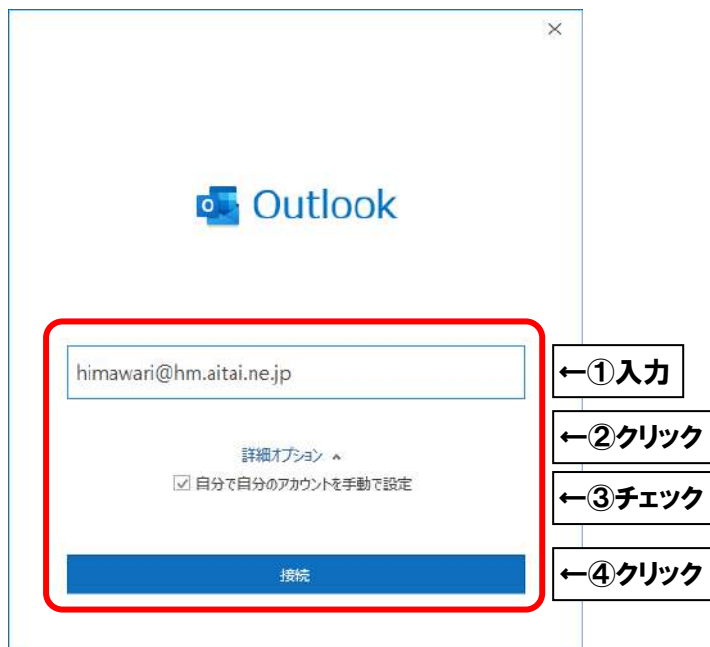 Outlook
himawari@hm.aitai.ne.jp
←①入力
←②クリック
詳細オプション
自分で自分のアカウントを手動で設定
←③チェック
接続
←④クリック